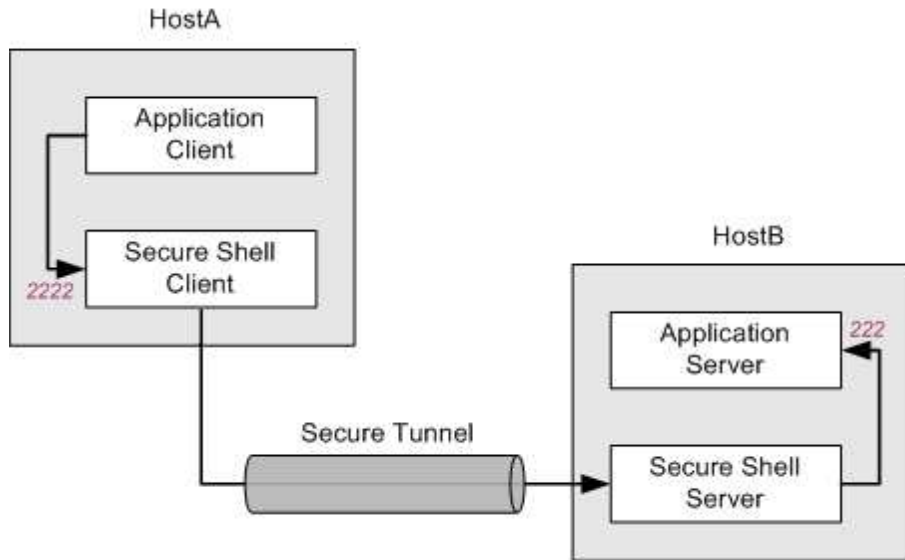 HostA
Application
Client
Secure Shell
Client
2222
HostB
Application
Server
222
Secure Tunnel
Secure Shell
Server